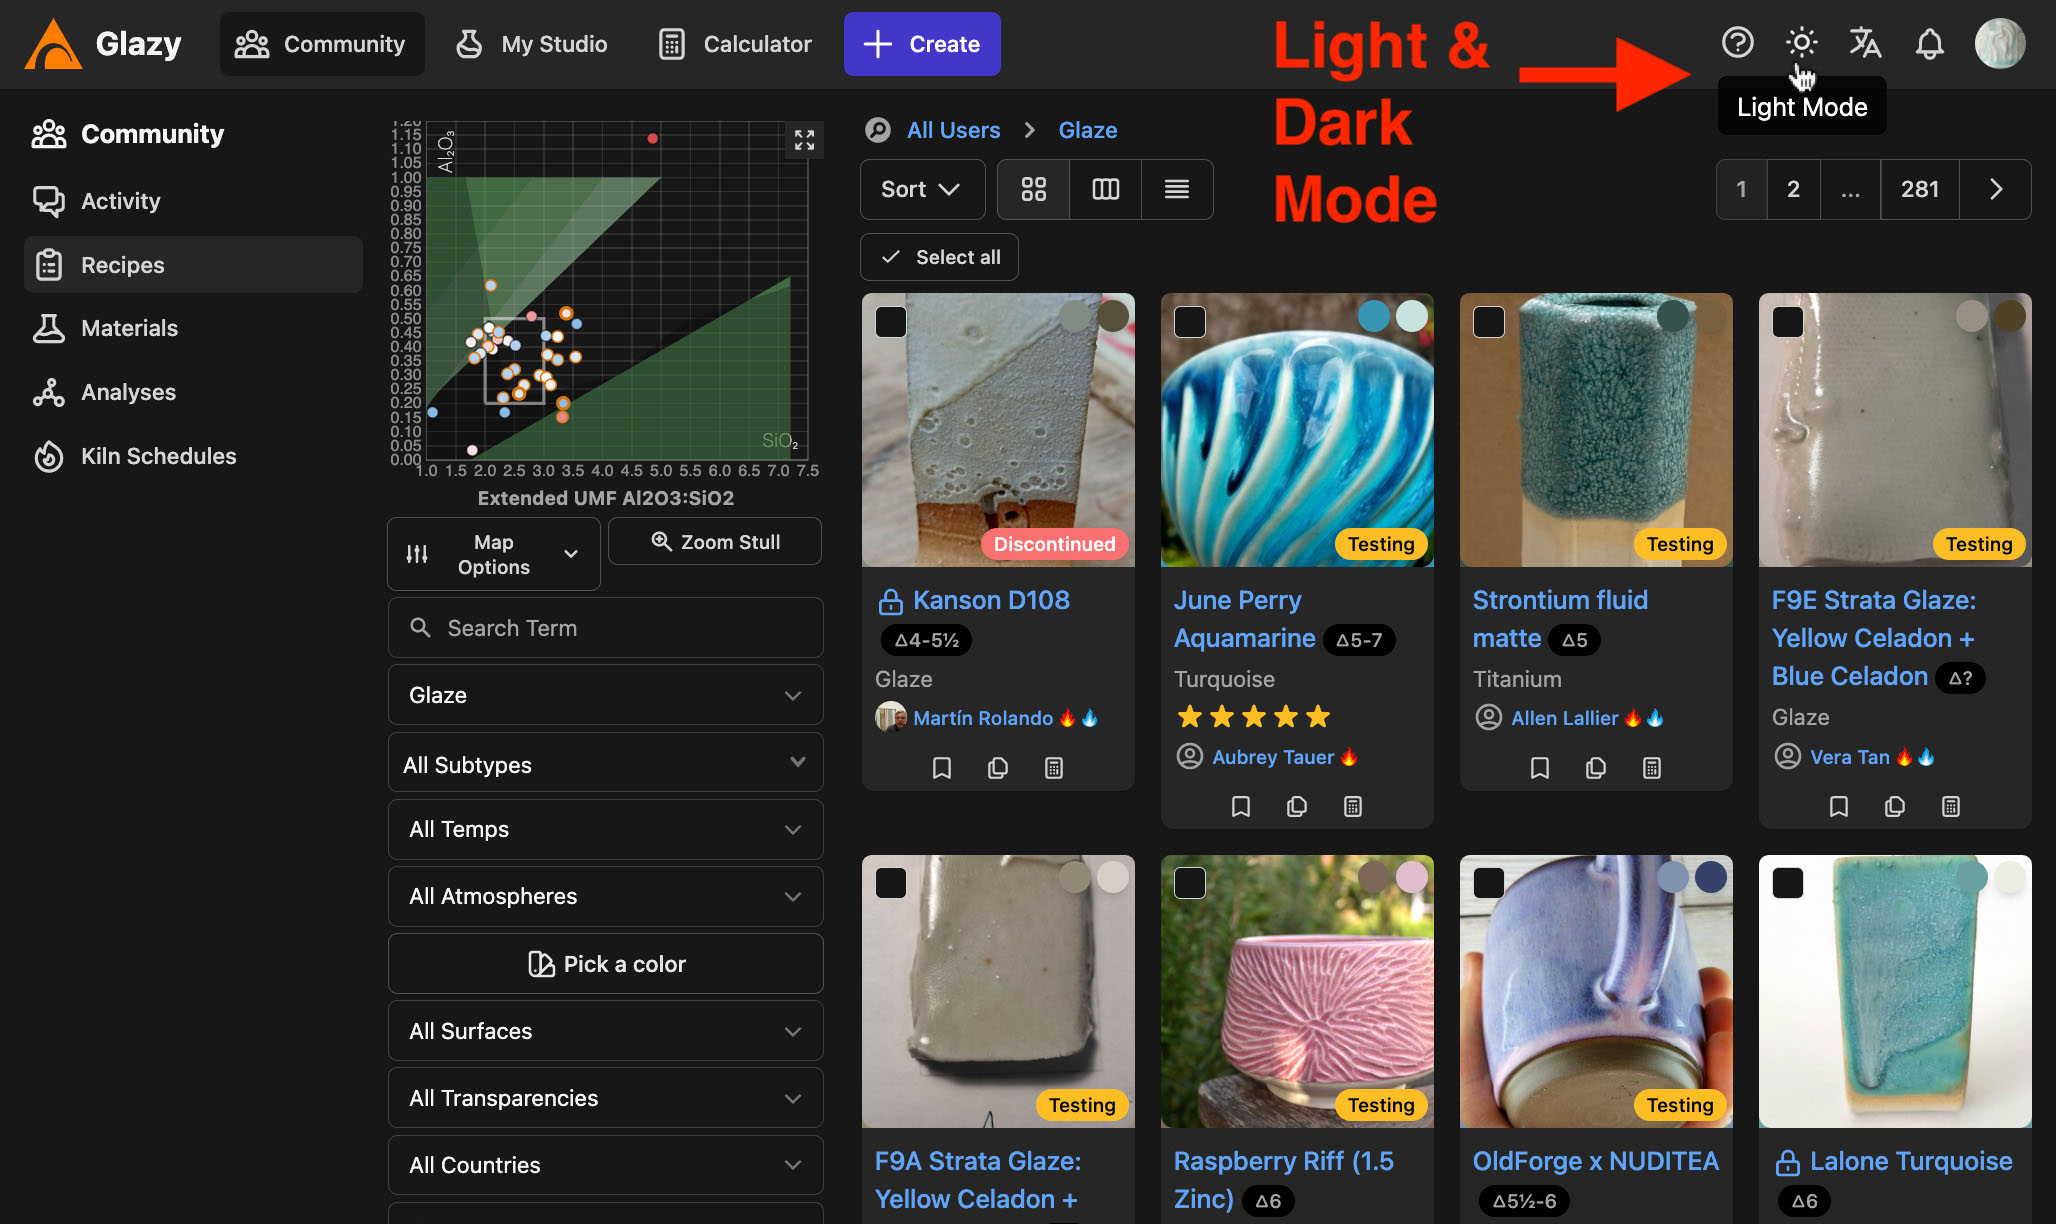 Glazy
Community
My Studio
Calculator
Create
Light &
Dark
Mode
Light Mode
Community
Activity
Recipes
Materials
Analyses
Kiln Schedules
1.20
1.15
1.10
1.05
1.00
0.95
0.90
0.85
0.80
0.75
0.70
0.65
0.60
0.55
0.50
0.45
0.40
0.35
0.30
0.25
0.20
0.15
0.10
0.05
0.00
Al₂O₃
SiO₂
1.0 1.5 2.0 2.5 3.0 3.5 4.0 4.5 5.0 5.5 6.0 6.5 7.0 7.5
Extended UMF Al2O3:SiO2
Map
Options
Zoom Stull
Search Term
Glaze
All Subtypes
All Temps
All Atmospheres
Pick a color
All Surfaces
All Transparencies
All Countries
All Users > Glaze
Sort
1 2 ... 281
Select all
Discontinued
Kanson D108
Δ4-5½
Glaze
Martín Rolando
Testing
June Perry
Aquamarine Δ5-7
Turquoise
Aubrey Tauer
Testing
Strontium fluid
matte Δ5
Titanium
Allen Lallier
Testing
F9E Strata Glaze:
Yellow Celadon +
Blue Celadon Δ?
Glaze
Vera Tan
Testing
F9A Strata Glaze:
Yellow Celadon +
Testing
Raspberry Riff (1.5
Zinc) Δ6
Testing
OldForge x NUDITEA
Δ5½-6
Lalone Turquoise
Δ6